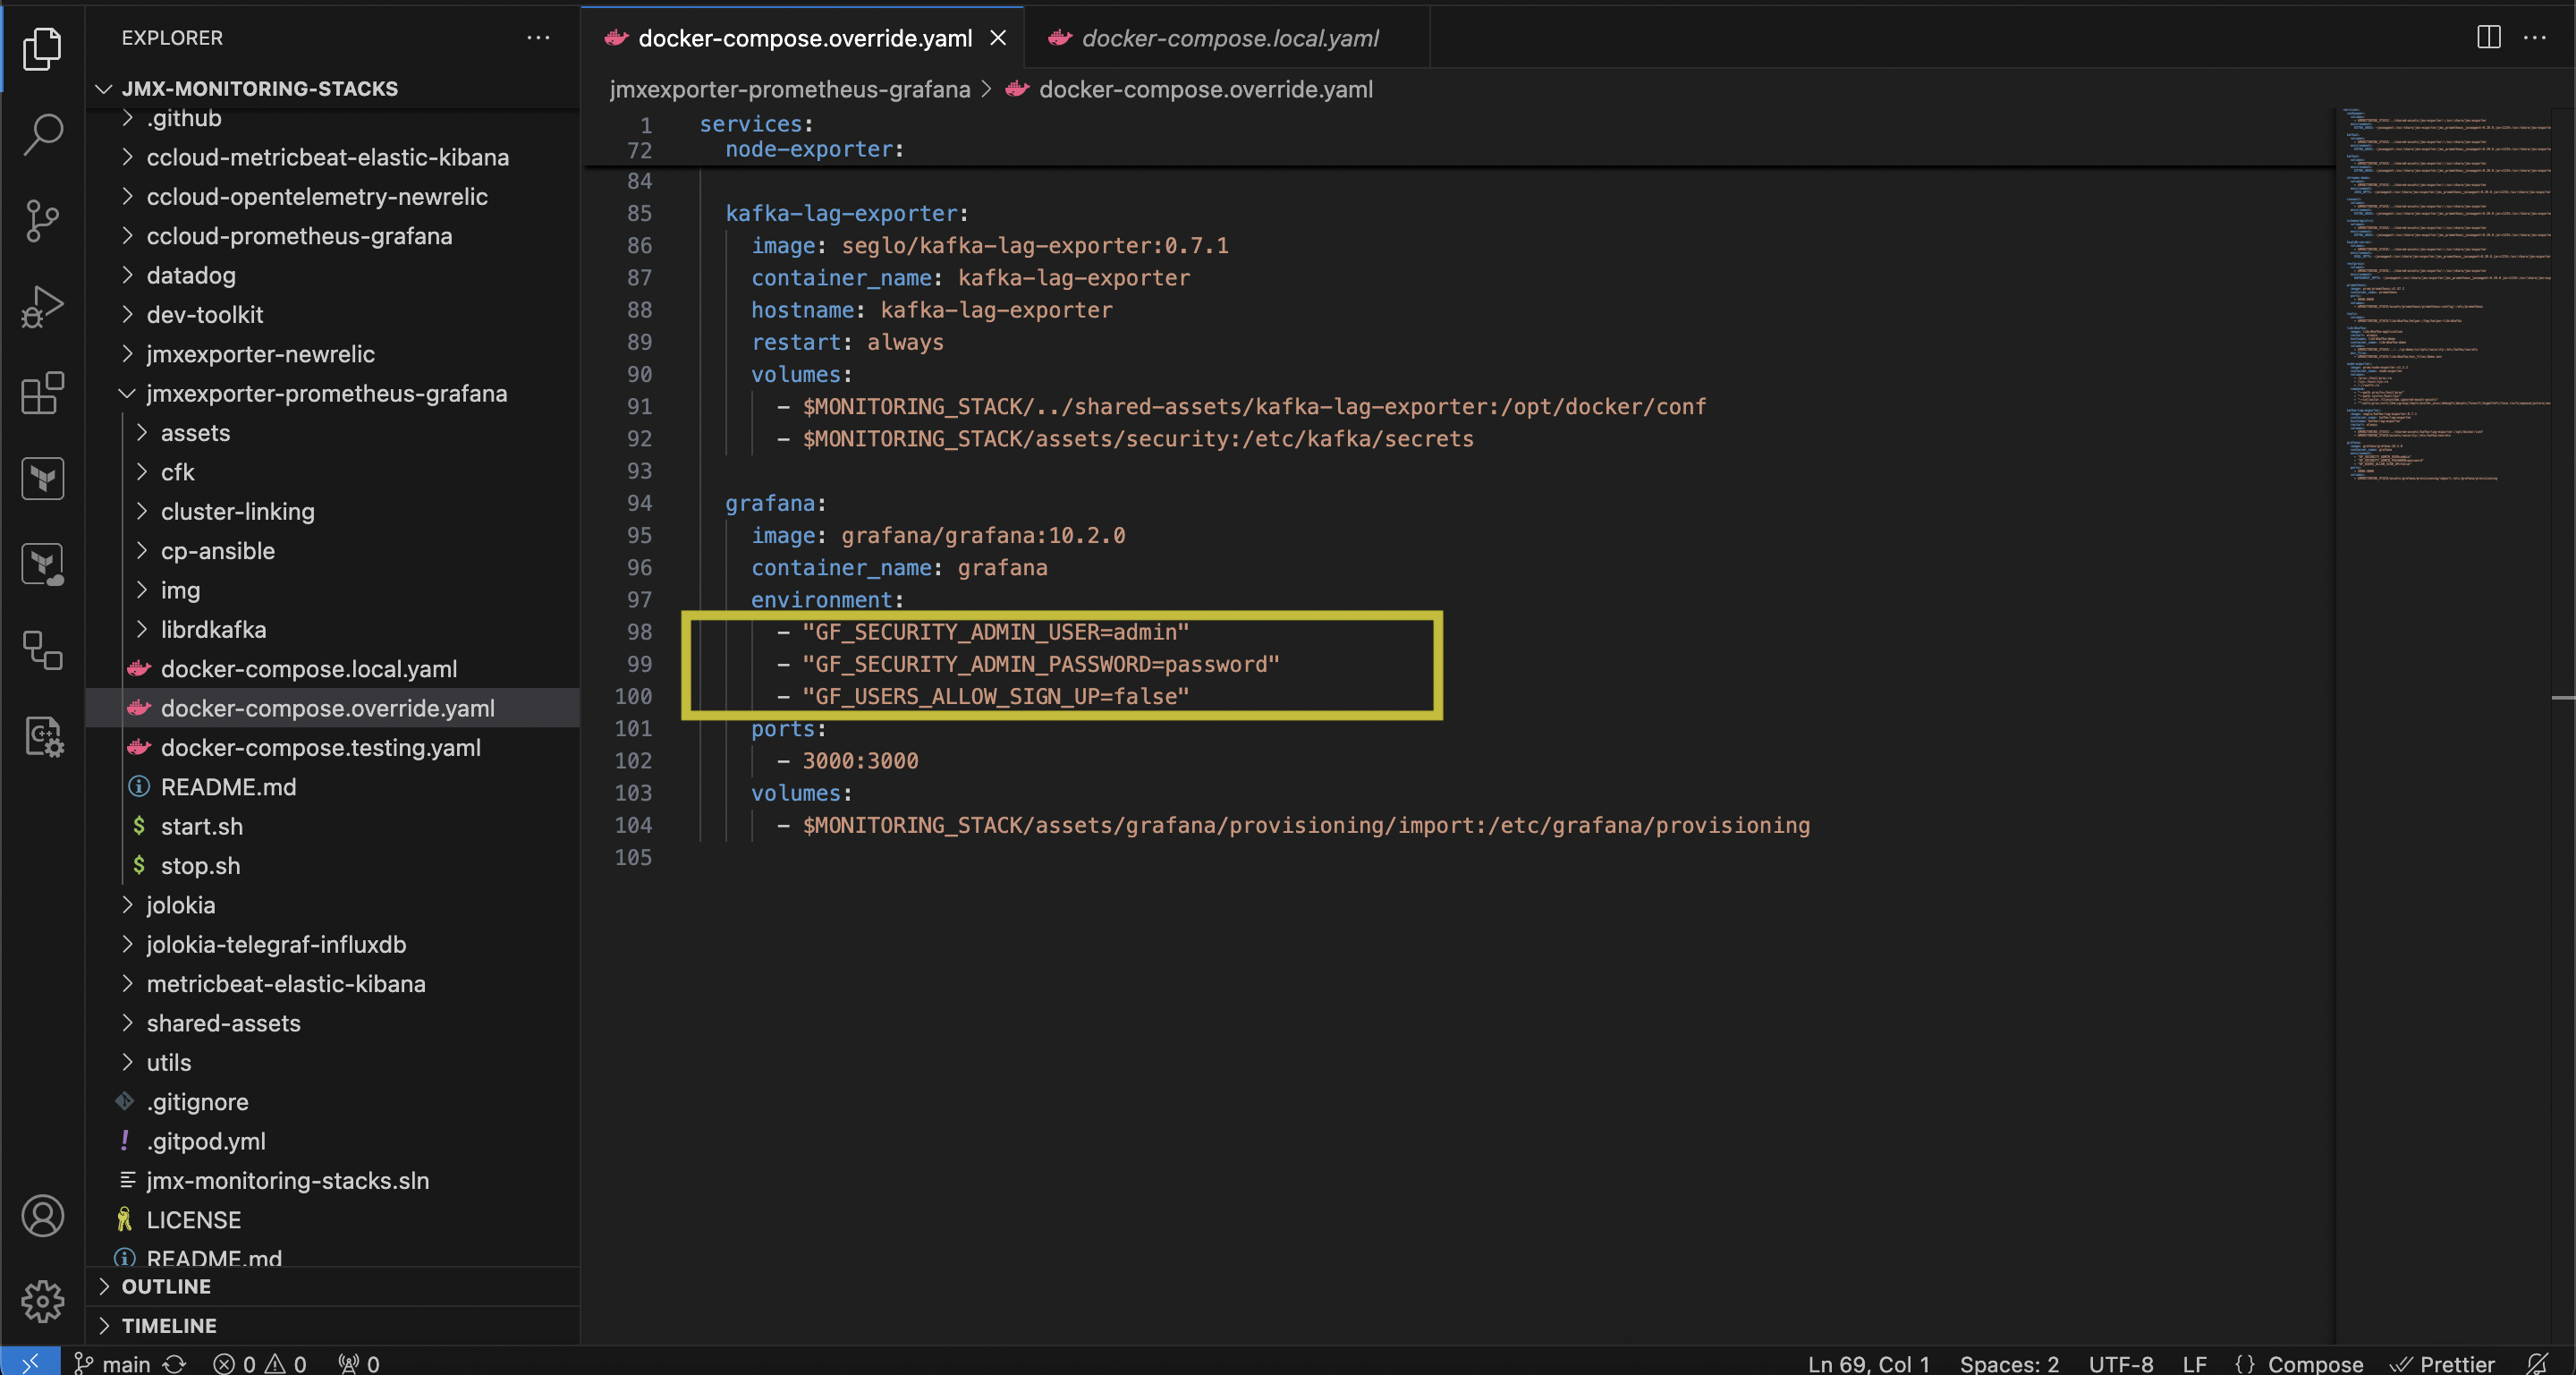 EXPLORER
JMX-MONITORING-STACKS
.github
ccloud-metricbeat-elastic-kibana
ccloud-opentelemetry-newrelic
ccloud-prometheus-grafana
datadog
dev-toolkit
jmxexporter-newrelic
jmxexporter-prometheus-grafana
assets
cfk
cluster-linking
cp-ansible
img
librdkafka
docker-compose.local.yaml
docker-compose.override.yaml
docker-compose.testing.yaml
README.md
start.sh
stop.sh
jolokia
jolokia-telegraf-influxdb
metricbeat-elastic-kibana
shared-assets
utils
.gitignore
.gitpod.yml
jmx-monitoring-stacks.sln
LICENSE
README.md
OUTLINE
TIMELINE
docker-compose.override.yaml docker-compose.local.yaml
jmxexporter-prometheus-grafana > docker-compose.override.yaml
1 services:
72 node-exporter:
84
85 kafka-lag-exporter:
86 image: seglo/kafka-lag-exporter:0.7.1
87 container_name: kafka-lag-exporter
88 hostname: kafka-lag-exporter
89 restart: always
90 volumes:
91 - $MONITORING_STACK/../shared-assets/kafka-lag-exporter:/opt/docker/conf
92 - $MONITORING_STACK/assets/security:/etc/kafka/secrets
93
94 grafana:
95 image: grafana/grafana:10.2.0
96 container_name: grafana
97 environment:
98 - "GF_SECURITY_ADMIN_USER=admin"
99 - "GF_SECURITY_ADMIN_PASSWORD=password"
100 - "GF_USERS_ALLOW_SIGN_UP=false"
101 ports:
102 - 3000:3000
103 volumes:
104 - $MONITORING_STACK/assets/grafana/provisioning/import:/etc/grafana/provisioning
105
main 0 0 0 Ln 69, Col 1 Spaces: 2 UTF-8 LF {} Compose Prettier